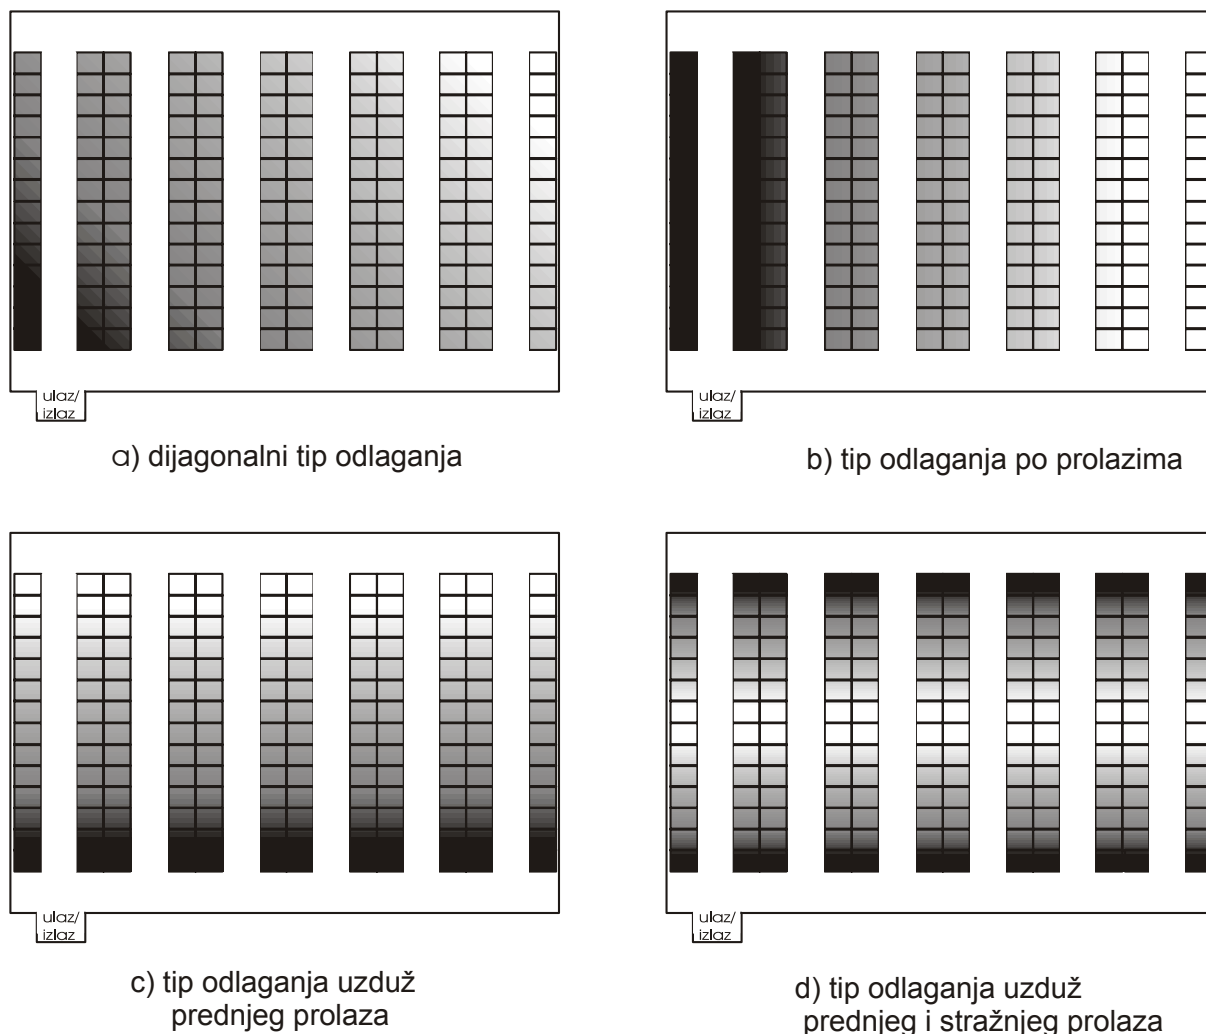 ulaz/
izlaz
a) dijagonalni tip odlaganja
ulaz/
izlaz
b) tip odlaganja po prolazima
ulaz/
izlaz
c) tip odlaganja uzduž
prednjeg prolaza
ulaz/
izlaz
d) tip odlaganja uzduž
prednjeg i stražnjeg prolaza